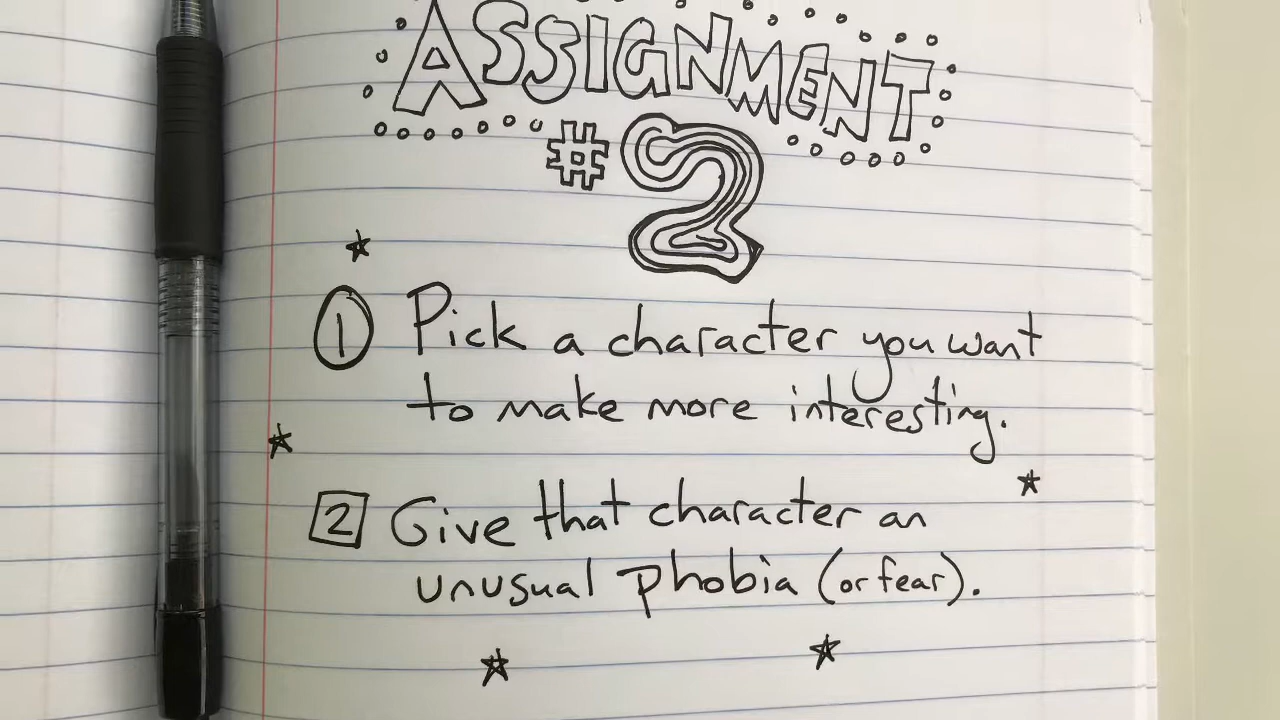 ASSIGNMENT
#2
1 Pick a character you want
to make more interesting.
2 Give that character an
unusual phobia (or fear).